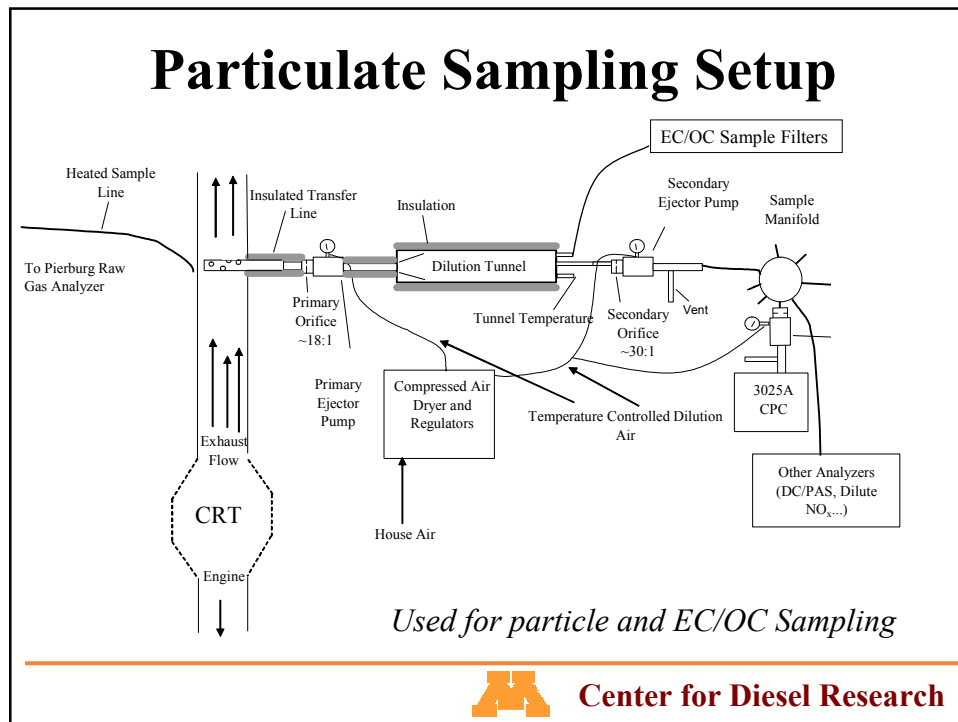 Particulate Sampling Setup
EC/OC Sample Filters
Heated Sample
Line
Insulated Transfer
Line
Insulation
Secondary
Ejector Pump
Sample
Manifold
To Pierburg Raw
Gas Analyzer
Dilution Tunnel
Primary
Orifice
~18:1
Tunnel Temperature
Secondary
Orifice
~30:1
Vent
Primary
Ejector
Pump
Compressed Air
Dryer and
Regulators
Temperature Controlled Dilution
Air
3025A
CPC
Exhaust
Flow
Other Analyzers
(DC/PAS, Dilute
NOx...)
CRT
House Air
Engine
Used for particle and EC/OC Sampling
M
Center for Diesel Research